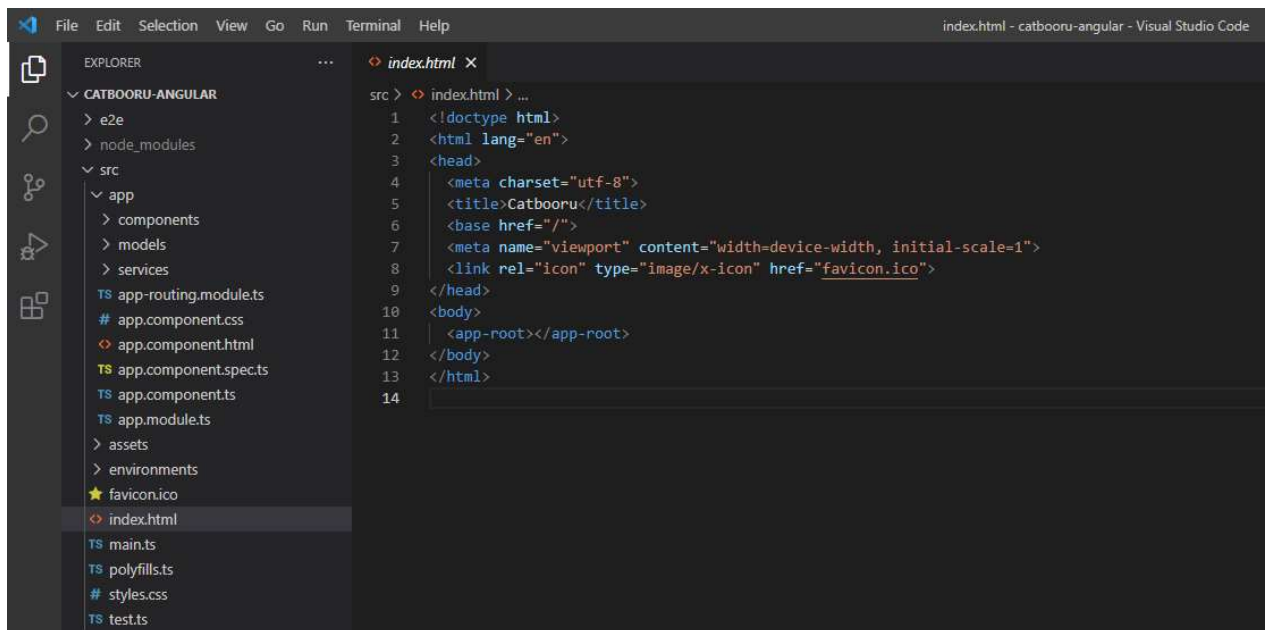 File Edit Selection View Go Run Terminal Help
index.html - catbooru-angular - Visual Studio Code
EXPLORER ...
CATBOORU-ANGULAR
> e2e
> node_modules
src
app
> components
> models
> services
TS app-routing.module.ts
# app.component.css
<> app.component.html
TS app.component.spec.ts
TS app.component.ts
TS app.module.ts
> assets
> environments
favicon.ico
<> index.html
TS main.ts
TS polyfills.ts
# styles.css
TS test.ts
<> index.html ×
src > <> index.html > ...
1 <!doctype html>
2 <html lang="en">
3 <head>
4 <meta charset="utf-8">
5 <title>Catbooru</title>
6 <base href="/">
7 <meta name="viewport" content="width=device-width, initial-scale=1">
8 <link rel="icon" type="image/x-icon" href="favicon.ico">
9 </head>
10 <body>
11 <app-root></app-root>
12 </body>
13 </html>
14